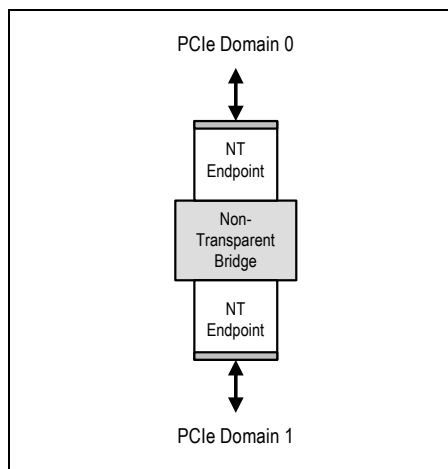 PCIe Domain 0
NT
Endpoint
Non-
Transparent
Bridge
NT
Endpoint
PCIe Domain 1